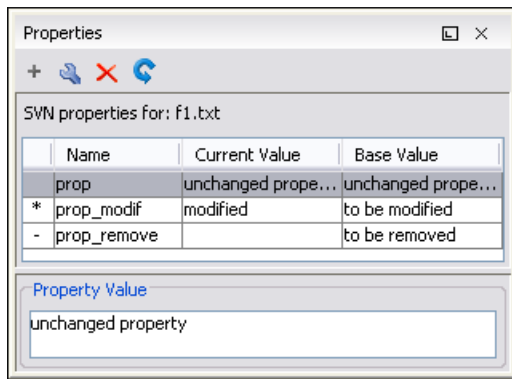 Properties
SVN properties for: f1.txt
Name Current Value Base Value
prop unchanged prope... unchanged prope...
* prop_modif modified to be modified
- prop_remove to be removed
Property Value
unchanged property